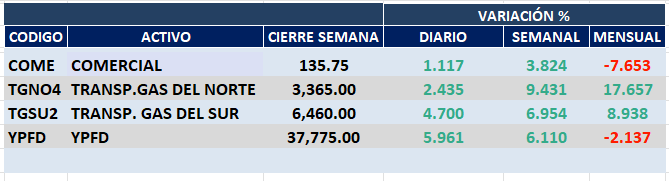 VARIACIÓN %
CODIGO ACTIVO CIERRE SEMANA DIARIO SEMANAL MENSUAL
COME COMERCIAL 135.75 1.117 3.824 -7.653
TGNO4 TRANSP.GAS DEL NORTE 3,365.00 2.435 9.431 17.657
TGSU2 TRANSP. GAS DEL SUR 6,460.00 4.700 6.954 8.938
YPFD YPFD 37,775.00 5.961 6.110 -2.137